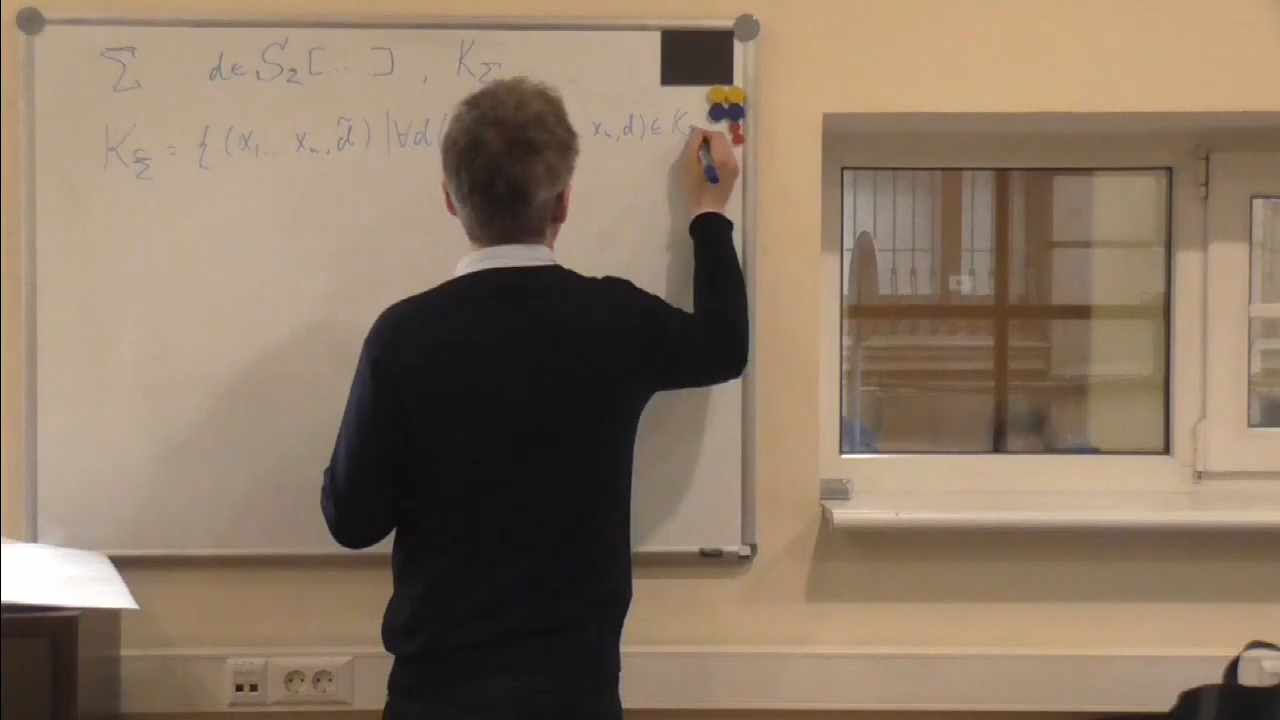 Σ d∈S₂[...], K_Σ
K_Σ = {(x₁... xₙ, d̃) | ∀d( xₙ, d) ∈ K